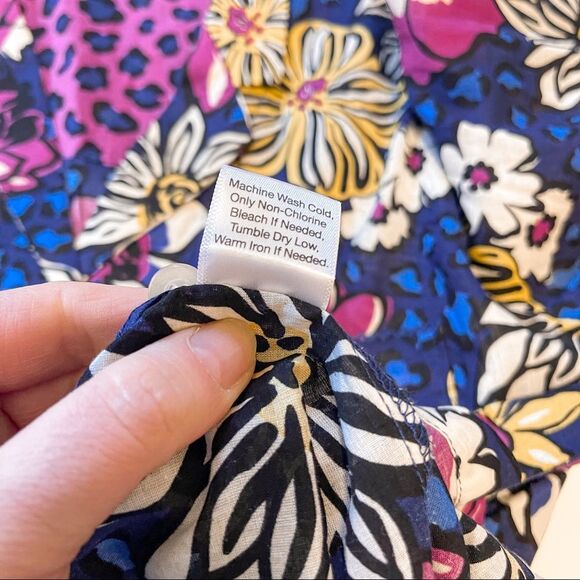 Machine Wash Cold,
Only Non-Chlorine
Bleach If Needed,
Tumble Dry Low,
Warm Iron If Needed.